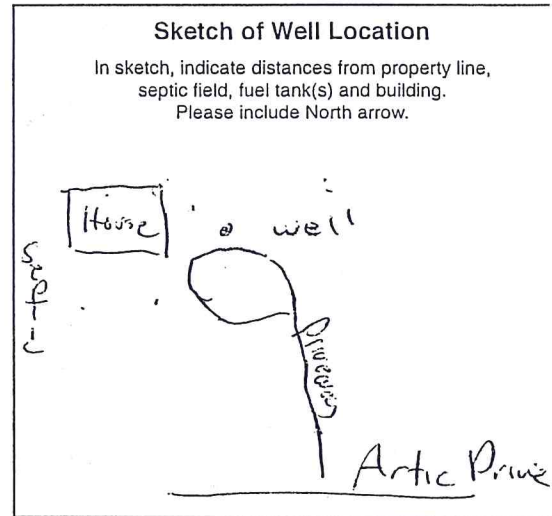 Sketch of Well Location
In sketch, indicate distances from property line,
septic field, fuel tank(s) and building.
Please include North arrow.
House
well
Septic
Driveway
Artic Drive